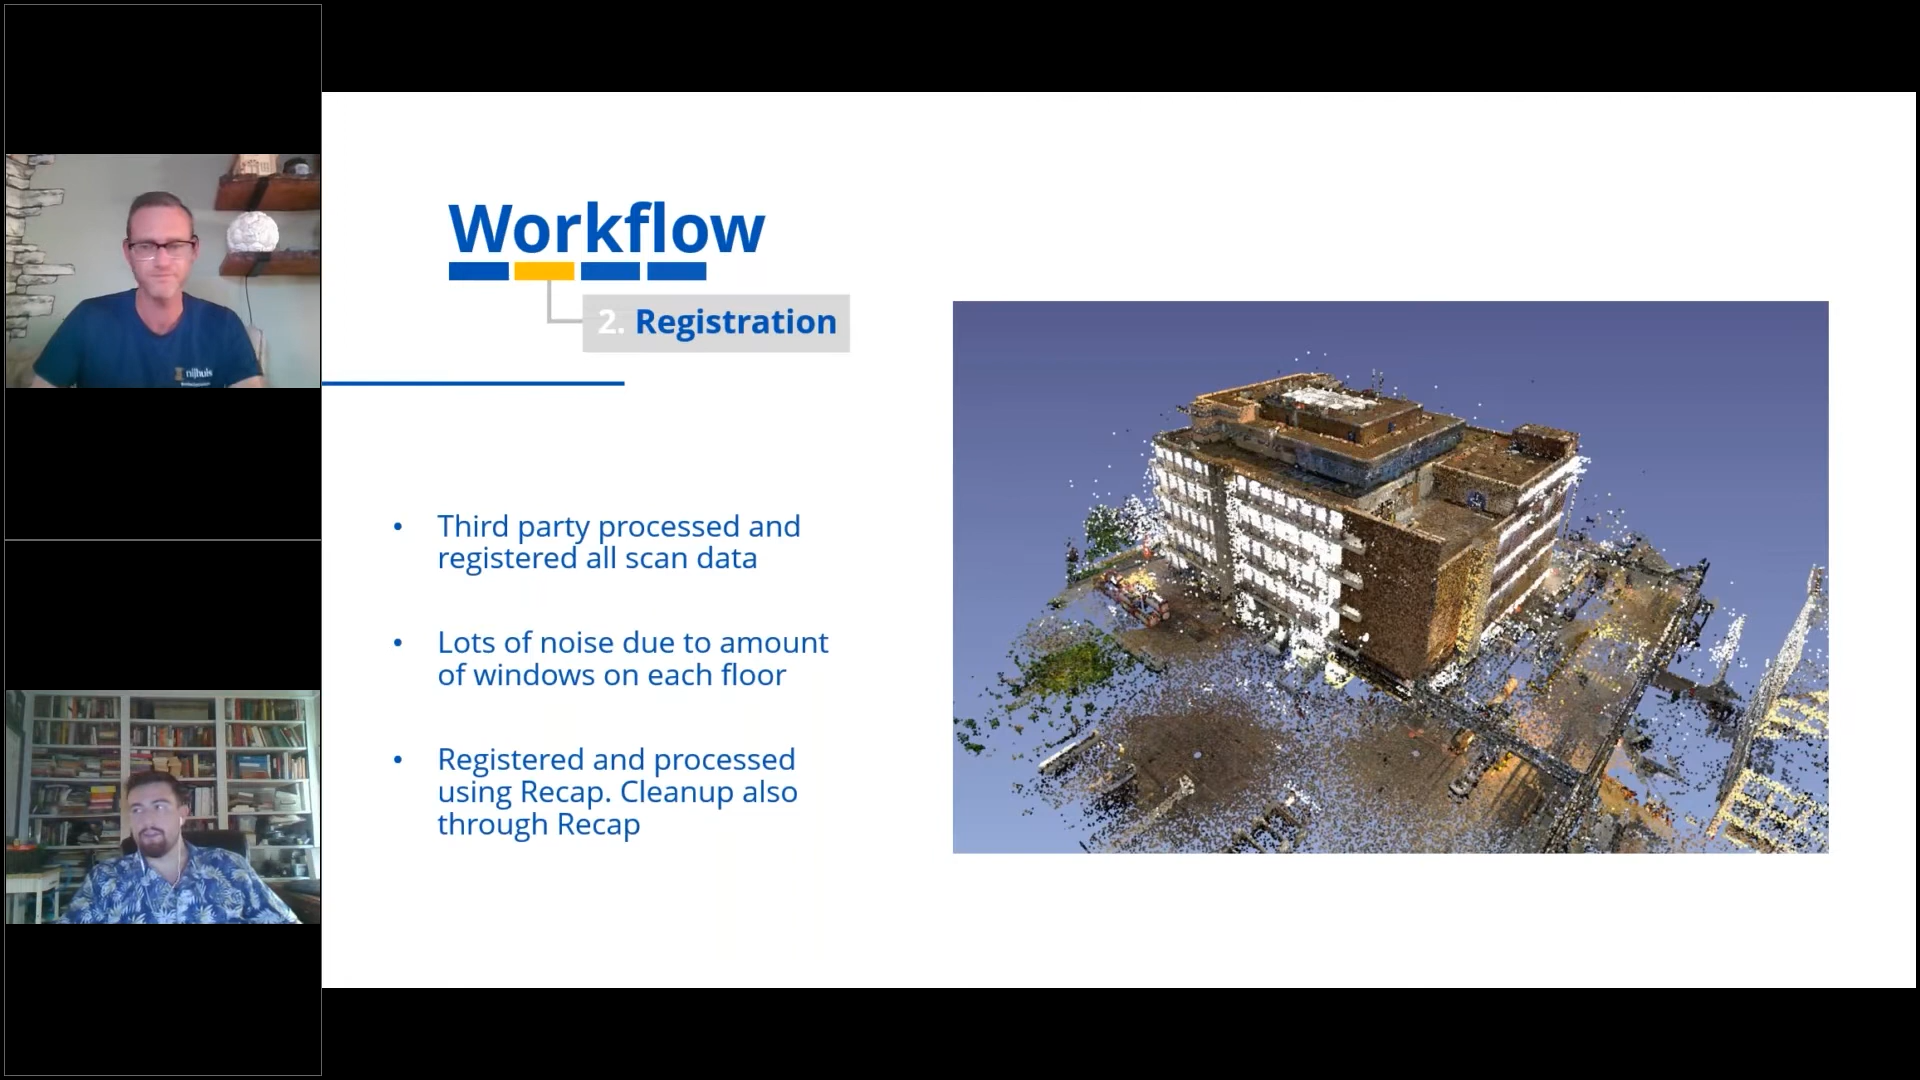 nijhuis
Workflow
2. Registration
• Third party processed and
registered all scan data
• Lots of noise due to amount
of windows on each floor
• Registered and processed
using Recap. Cleanup also
through Recap